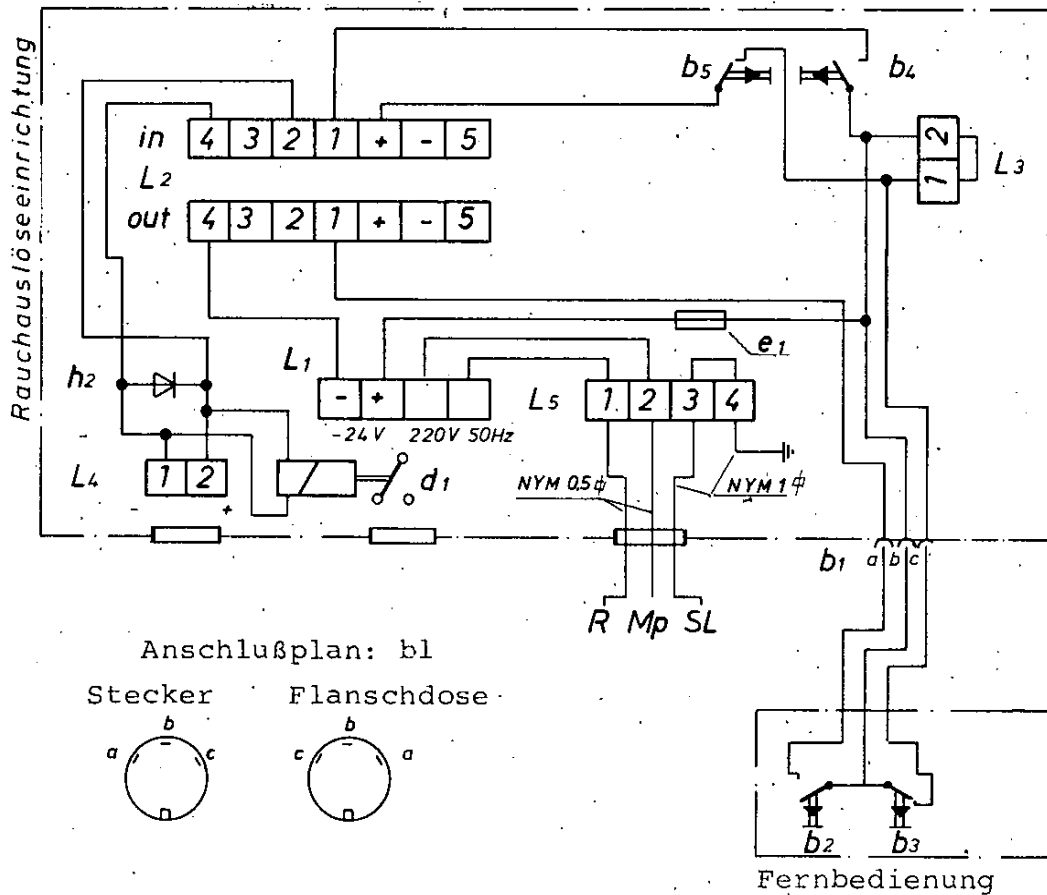 Rauchauslöseeinrichtung
b5 b4
in 4 3 2 1 + - 5
L2
out 4 3 2 1 + - 5
2
1
L3
e1
L1 - +
-24V 220V 50Hz
L5 1 2 3 4
h2
L4 1 2
- +
d1
NYM 0,5 ⌀ NYM 1 ⌀
b1 a b c
R Mp SL
Anschlußplan: bl
Stecker Flanschdose
a b c c b a
b2 b3
Fernbedienung